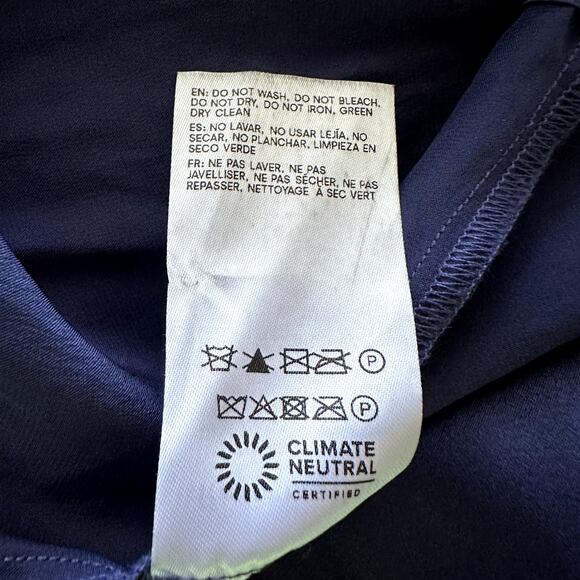 EN: DO NOT WASH, DO NOT BLEACH,
DO NOT DRY, DO NOT IRON, GREEN
DRY CLEAN
ES: NO LAVAR, NO USAR LEJÍA, NO
SECAR, NO PLANCHAR, LIMPIEZA EN
SECO VERDE
FR: NE PAS LAVER, NE PAS
JAVELLISER, NE PAS SÉCHER, NE PAS
REPASSER, NETTOYAGE À SEC VERT
P
P
CLIMATE
NEUTRAL
CERTIFIED